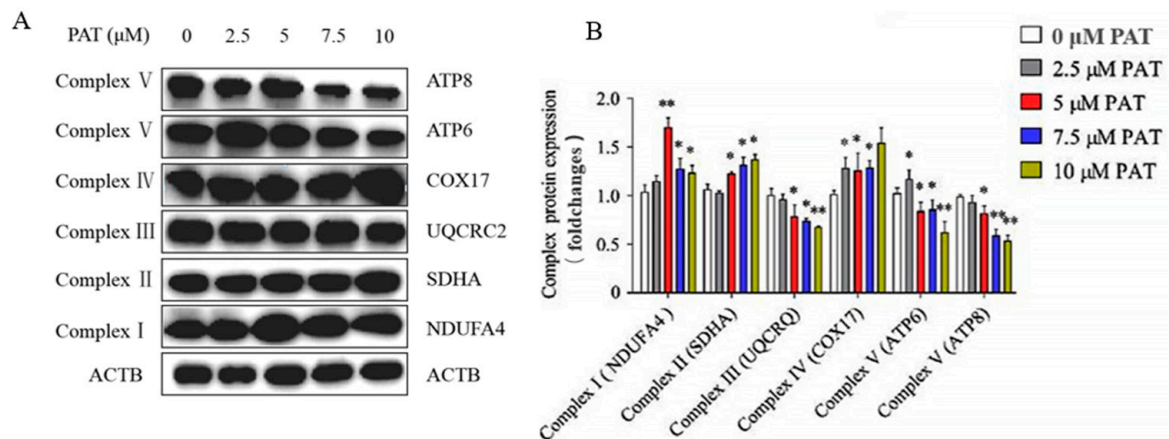 A
PAT (μM) 0 2.5 5 7.5 10
Complex Ⅴ ATP8
Complex Ⅴ ATP6
Complex Ⅳ COX17
Complex Ⅲ UQCRC2
Complex Ⅱ SDHA
Complex Ⅰ NDUFA4
ACTB ACTB
B
0 μM PAT
2.5 μM PAT
5 μM PAT
7.5 μM PAT
10 μM PAT
Complex protein expression
( foldchanges )
2.0
1.5
1.0
0.5
0.0
** * *
* * *
* * **
* * *
* * * **
* ** **
Complex I ( NDUFA4 )
Complex II (SDHA)
Complex III (UQCRQ)
Complex IV (COX17)
Complex V (ATP6)
Complex V (ATP8)